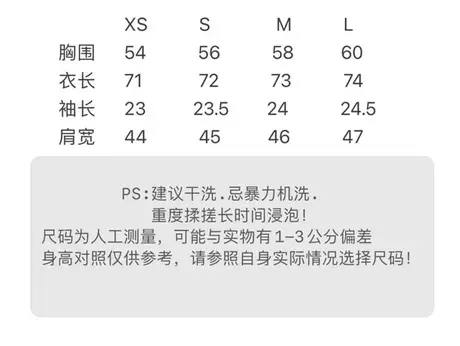 XS S M L
胸围 54 56 58 60
衣长 71 72 73 74
袖长 23 23.5 24 24.5
肩宽 44 45 46 47
PS:建议干洗.忌暴力机洗.
重度揉搓长时间浸泡!
尺码为人工测量，可能与实物有1-3公分偏差
身高对照仅供参考，请参照自身实际情况选择尺码!